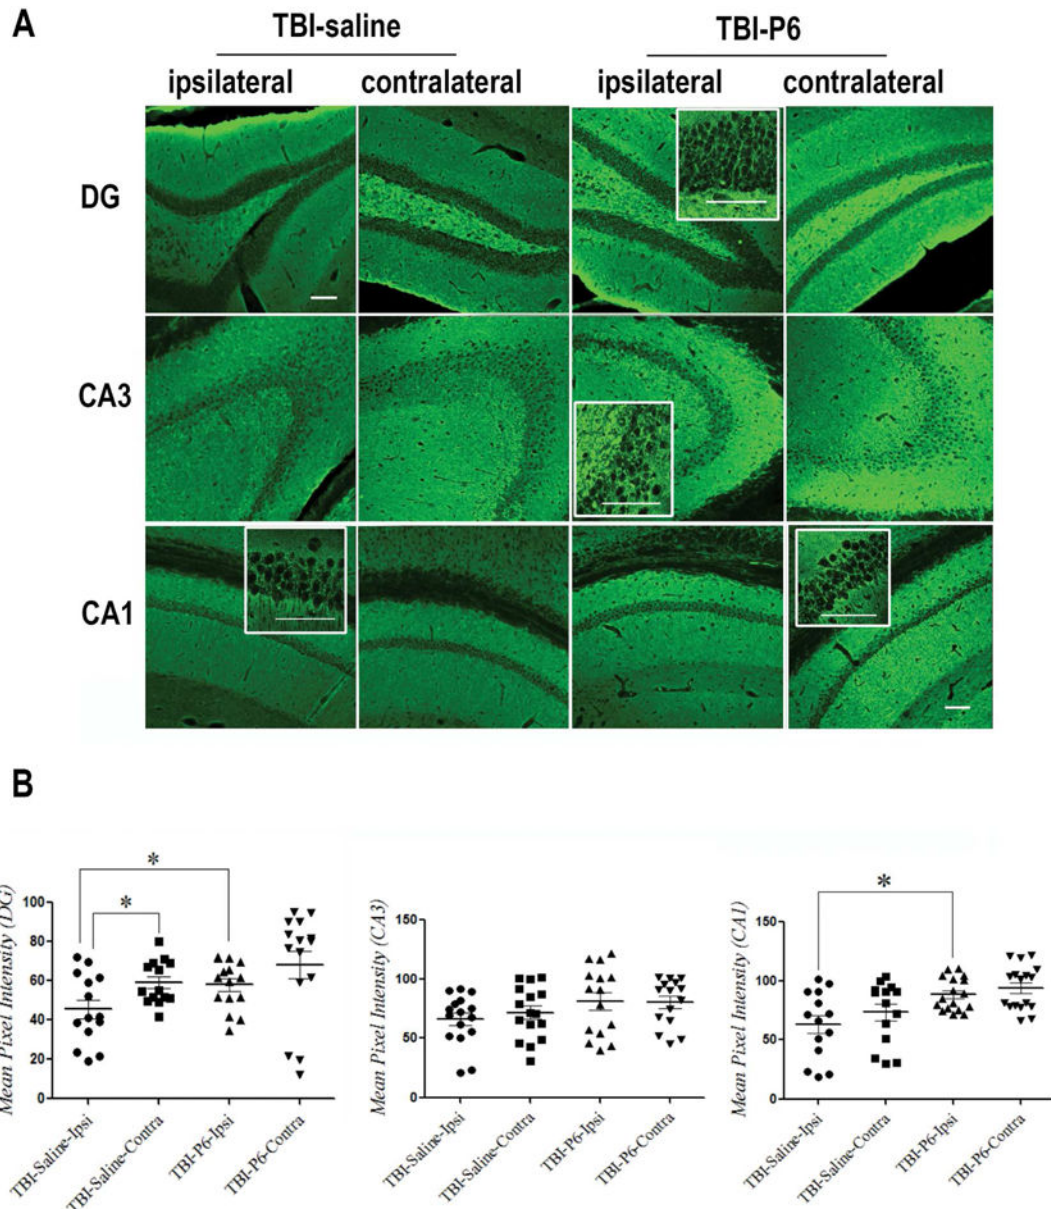 A
TBI-saline
TBI-P6
ipsilateral
contralateral
ipsilateral
contralateral
DG
CA3
CA1
B
*
*
Mean Pixel Intensity (DG)
100
80
60
40
20
0
TBI-Saline-Ipsi
TBI-Saline-Contra
TBI-P6-Ipsi
TBI-P6-Contra
Mean Pixel Intensity (CA3)
150
100
50
0
TBI-Saline-Ipsi
TBI-Saline-Contra
TBI-P6-Ipsi
TBI-P6-Contra
*
Mean Pixel Intensity (CA1)
150
100
50
0
TBI-Saline-Ipsi
TBI-Saline-Contra
TBI-P6-Ipsi
TBI-P6-Contra